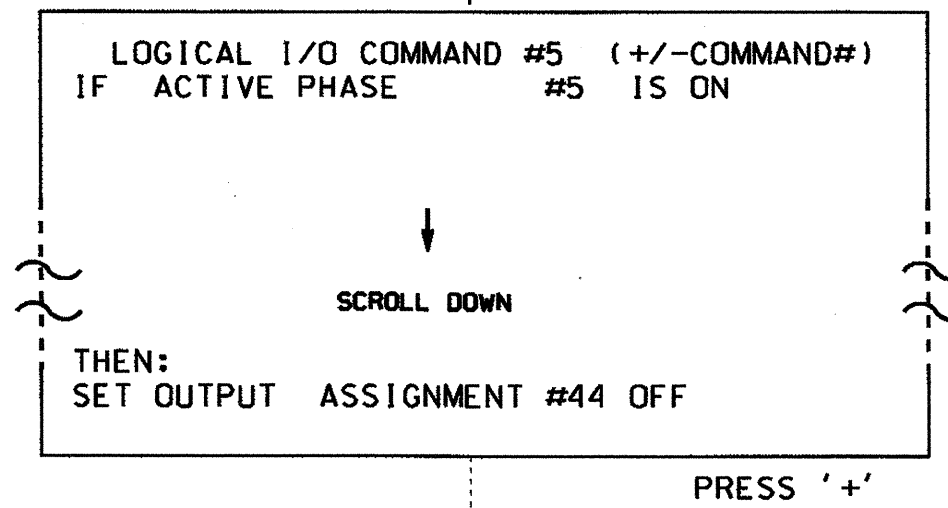 LOGICAL I/O COMMAND #5 (+/-COMMAND#)
IF ACTIVE PHASE #5 IS ON
SCROLL DOWN
THEN:
SET OUTPUT ASSIGNMENT #44 OFF
PRESS '+'